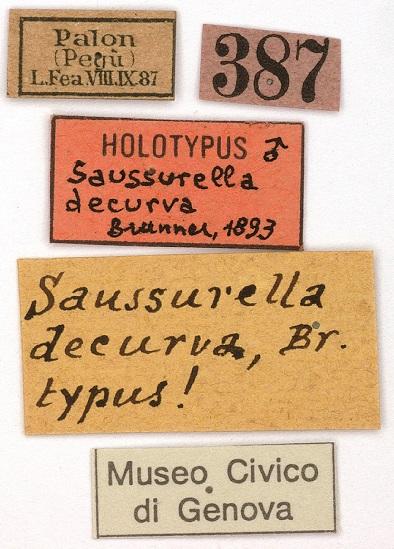 Palon
(Pegù)
L. Fea VIII.IX.87
387
HOLOTYPUS ♂
Saussurella
decurva
Brunner, 1893
Saussurella
decurva, Br.
typus!
Museo Civico
di Genova